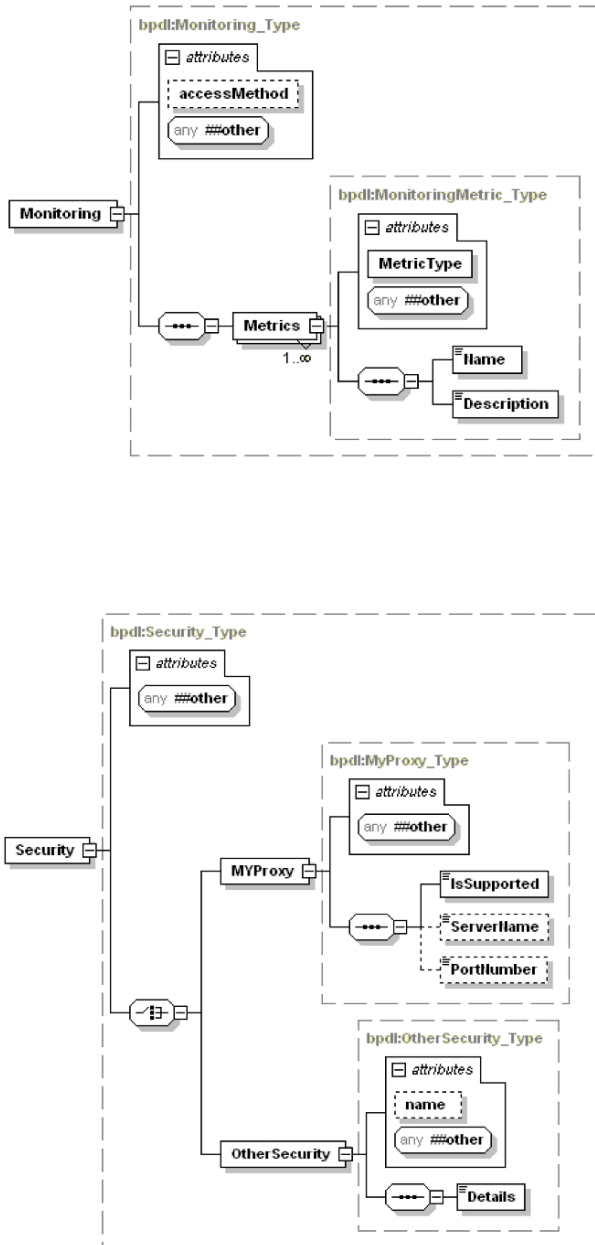 bpdl:Monitoring_Type
attributes
accessMethod
any ##other
Monitoring
bpdl:MonitoringMetric_Type
attributes
MetricType
any ##other
Metrics
1..∞
Name
Description
bpdl:Security_Type
attributes
any ##other
bpdl:MyProxy_Type
attributes
any ##other
Security
MYProxy
IsSupported
ServerName
PortNumber
bpdl:OtherSecurity_Type
attributes
name
any ##other
OtherSecurity
Details